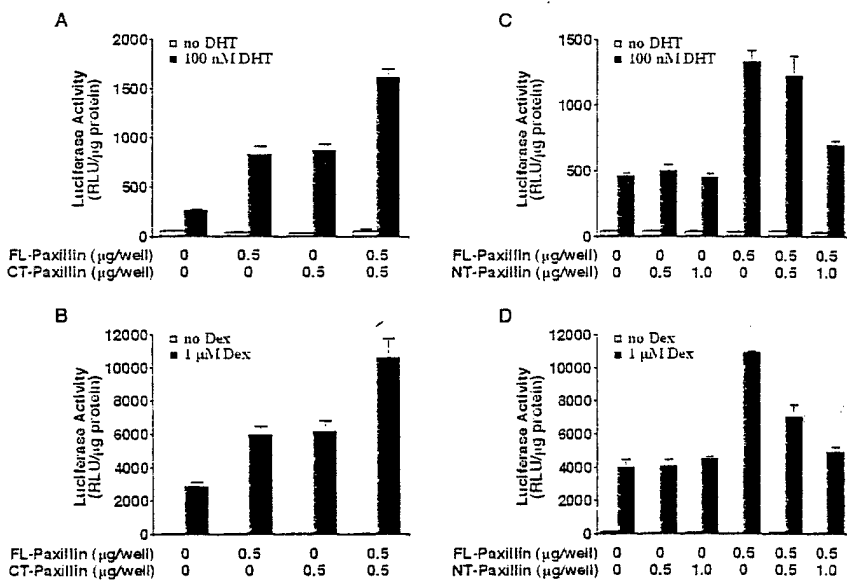 A
Luciferase Activity
(RLU/µg protein)
2000
1500
1000
500
0
no DHT
100 nM DHT
FL-Paxillin (µg/well) 0 0.5 0 0.5
CT-Paxillin (µg/well) 0 0 0.5 0.5
C
Luciferase Activity
(RLU/µg protein)
1500
1000
500
0
no DHT
100 nM DHT
FL-Paxillin (µg/well) 0 0 0 0.5 0.5 0.5
NT-Paxillin (µg/well) 0 0.5 1.0 0 0.5 1.0
B
Luciferase Activity
(RLU/µg protein)
12000
10000
8000
6000
4000
2000
0
no Dex
1 µM Dex
FL-Paxillin (µg/well) 0 0.5 0 0.5
CT-Paxillin (µg/well) 0 0 0.5 0.5
D
Luciferase Activity
(RLU/µg protein)
12000
10000
8000
6000
4000
2000
0
no Dex
1 µM Dex
FL-Paxillin (µg/well) 0 0 0 0.5 0.5 0.5
NT-Paxillin (µg/well) 0 0.5 1.0 0 0.5 1.0